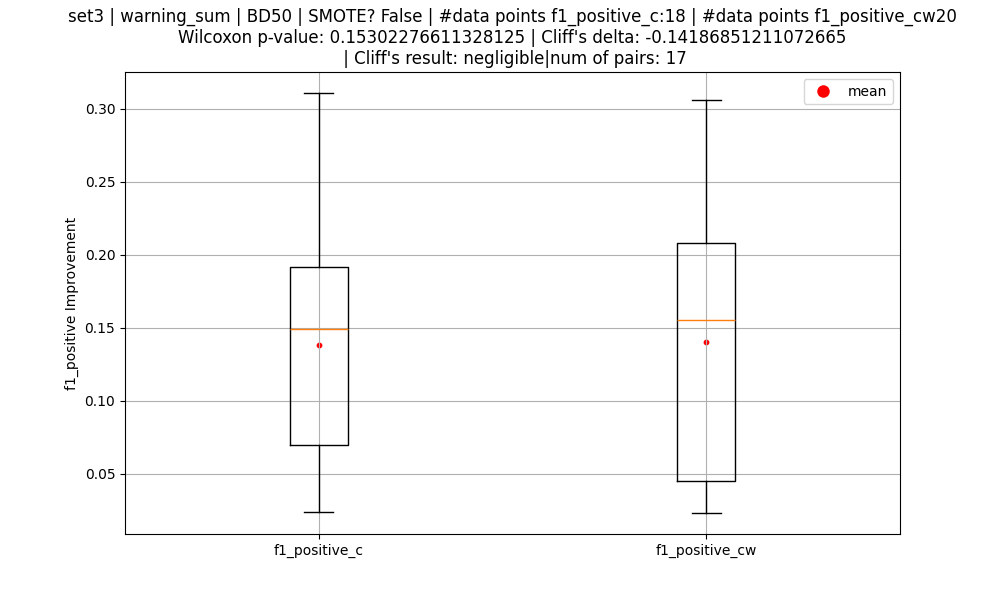 set3 | warning_sum | BD50 | SMOTE? False | #data points f1_positive_c:18 | #data points f1_positive_cw20
Wilcoxon p-value: 0.15302276611328125 | Cliff's delta: -0.14186851211072665
| Cliff's result: negligible|num of pairs: 17
mean
0.30
0.25
0.20
0.15
0.10
0.05
f1_positive Improvement
f1_positive_c
f1_positive_cw